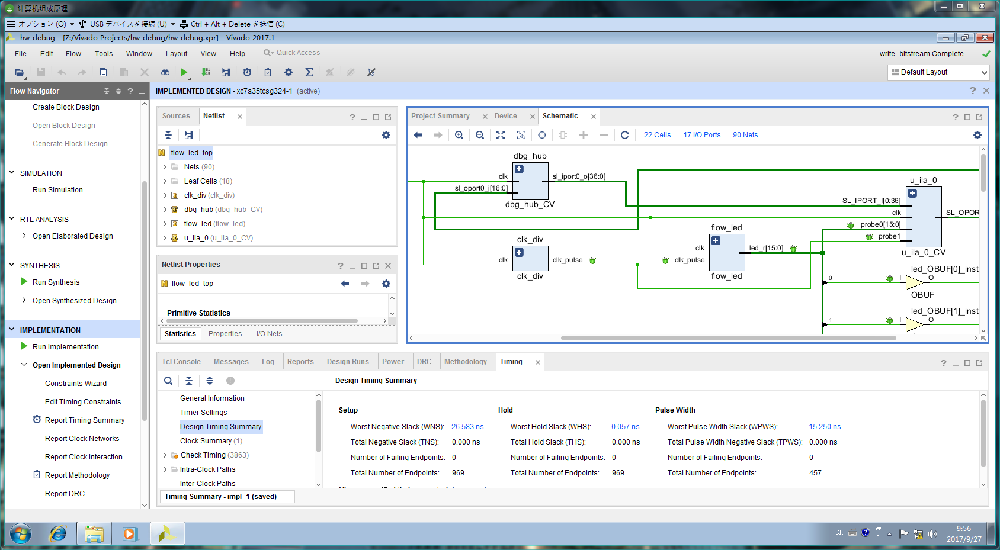 计算机组成原理
オプション (O) USB デバイスを接続 (U) Ctrl + Alt + Delete を送信 (C)
hw_debug - [Z:/Vivado Projects/hw_debug/hw_debug.xpr] - Vivado 2017.1
File Edit Flow Tools Window Layout View Help Quick Access
write_bitstream Complete
Default Layout
Flow Navigator
Create Block Design
Open Block Design
Generate Block Design
SIMULATION
Run Simulation
RTL ANALYSIS
Open Elaborated Design
SYNTHESIS
Run Synthesis
Open Synthesized Design
IMPLEMENTATION
Run Implementation
Open Implemented Design
Constraints Wizard
Edit Timing Constraints
Report Timing Summary
Report Clock Networks
Report Clock Interaction
Report Methodology
Report DRC
IMPLEMENTED DESIGN - xc7a35tcsg324-1 (active)
Sources Netlist
flow_led_top
Nets (90)
Leaf Cells (18)
clk_div (clk_div)
dbg_hub (dbg_hub_CV)
flow_led (flow_led)
u_ila_0 (u_ila_0_CV)
Netlist Properties
flow_led_top
Primitive Statistics
Statistics Properties I/O Nets
Project Summary Device Schematic
22 Cells 17 I/O Ports 90 Nets
dbg_hub
clk
sl_iport0_o[36:0]
sl_oport0_i[16:0]
dbg_hub_CV
u_ila_0
SL_IPORT_I[0:36]
clk
SL_OPOR
probe0[15:0]
probe1
u_ila_0_CV
clk_div
clk
clk_pulse
clk_div
flow_led
clk
led_r[15:0]
clk_pulse
flow_led
led_OBUF[0]_inst
0
I
O
OBUF
led_OBUF[1]_inst
1
I
O
Tcl Console Messages Log Reports Design Runs Power DRC Methodology Timing
Design Timing Summary
General Information
Timer Settings
Design Timing Summary
Clock Summary (1)
Check Timing (3863)
Intra-Clock Paths
Inter-Clock Paths
Setup Hold Pulse Width
Worst Negative Slack (WNS): 26.583 ns Worst Hold Slack (WHS): 0.057 ns Worst Pulse Width Slack (WPWS): 15.250 ns
Total Negative Slack (TNS): 0.000 ns Total Hold Slack (THS): 0.000 ns Total Pulse Width Negative Slack (TPWS): 0.000 ns
Number of Failing Endpoints: 0 Number of Failing Endpoints: 0 Number of Failing Endpoints: 0
Total Number of Endpoints: 969 Total Number of Endpoints: 969 Total Number of Endpoints: 457
Timing Summary - impl_1 (saved)
CH
9:56
2017/9/27